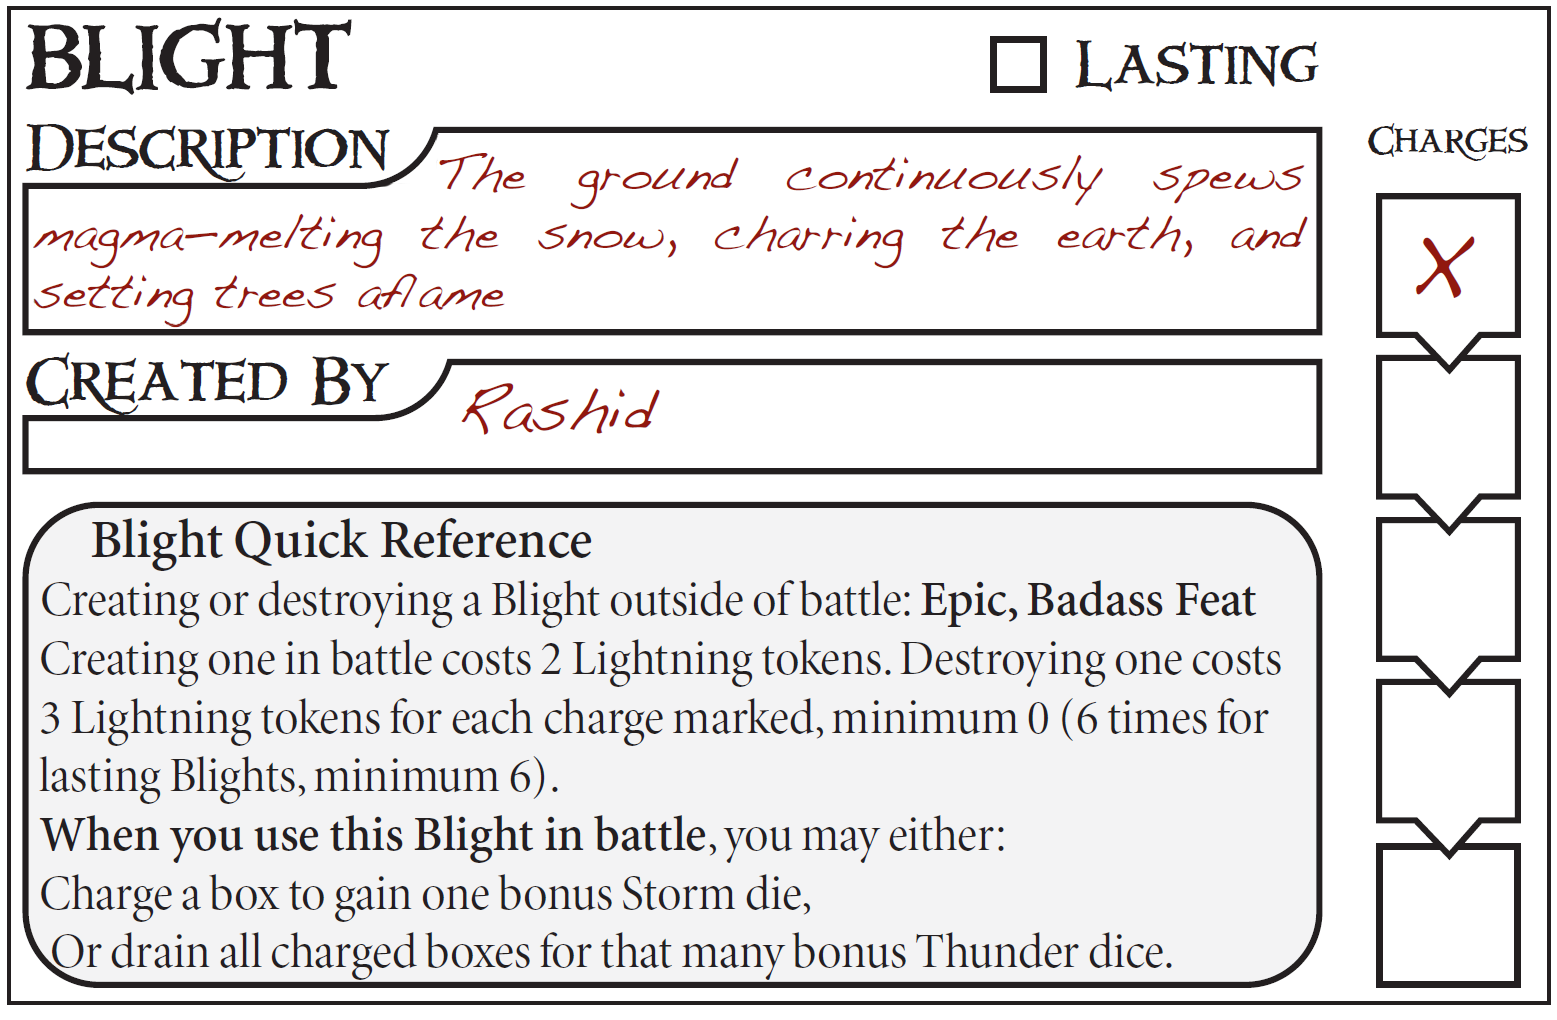 BLIGHT
LASTING
DESCRIPTION
CHARGES
The ground continuously spews
magma—melting the snow, charring the earth, and
setting trees aflame
X
CREATED BY
Rashid
Blight Quick Reference
Creating or destroying a Blight outside of battle: Epic, Badass Feat
Creating one in battle costs 2 Lightning tokens. Destroying one costs
3 Lightning tokens for each charge marked, minimum 0 (6 times for
lasting Blights, minimum 6).
When you use this Blight in battle, you may either:
Charge a box to gain one bonus Storm die,
Or drain all charged boxes for that many bonus Thunder dice.